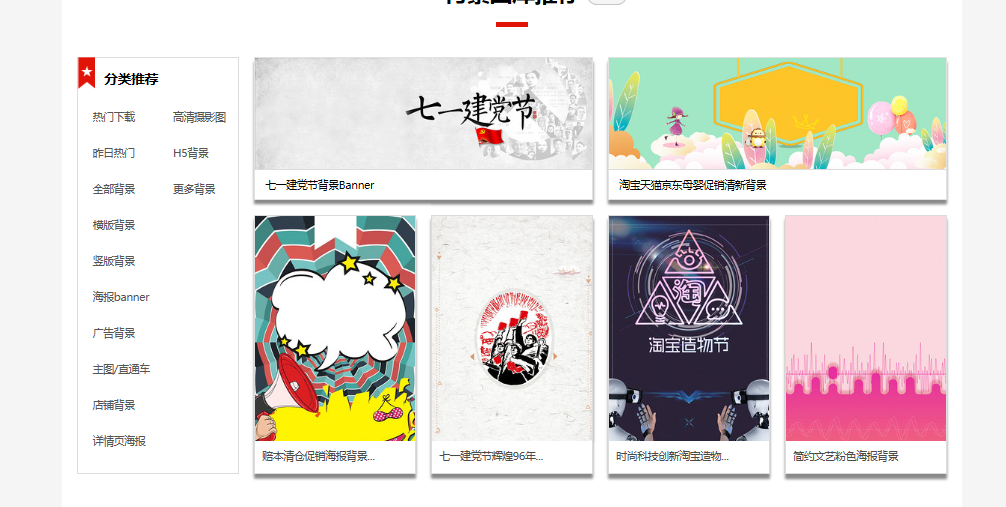 分类推荐
热门下载 高清摄影图
昨日热门 H5背景
全部背景 更多背景
横版背景
竖版背景
海报banner
广告背景
主图/直通车
店铺背景
详情页海报
七一建党节
七一建党节背景Banner
淘宝天猫京东母婴促销清新背景
淘
淘宝造物节
赔本清仓促销海报背景...
七一建党节辉煌96年...
时尚科技创新淘宝造物...
简约文艺粉色海报背景